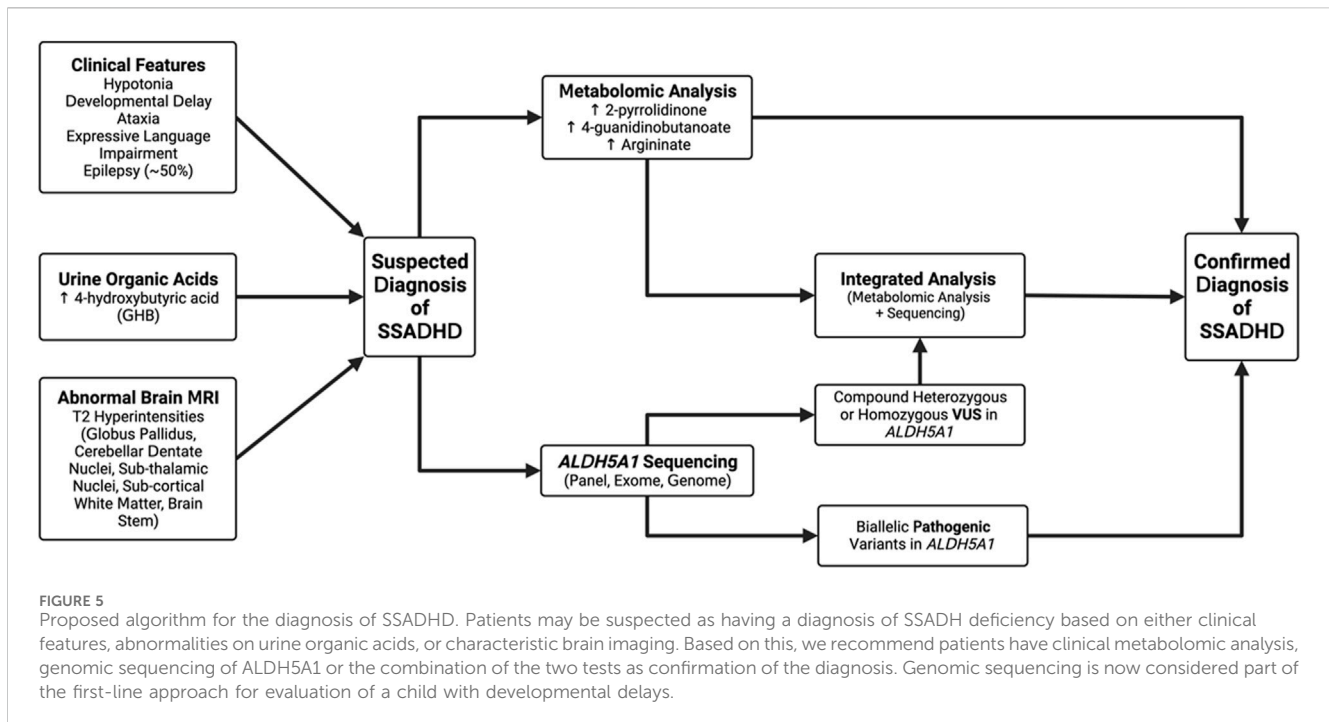 Clinical Features
Hypotonia
Developmental Delay
Ataxia
Expressive Language
Impairment
Epilepsy (~50%)
Urine Organic Acids
↑ 4-hydroxybutyric acid
(GHB)
Abnormal Brain MRI
T2 Hyperintensities
(Globus Pallidus,
Cerebellar Dentate
Nuclei, Sub-thalamic
Nuclei, Sub-cortical
White Matter, Brain
Stem)
Suspected
Diagnosis
of
SSADHD
Metabolomic Analysis
↑ 2-pyrrolidinone
↑ 4-guanidinobutanoate
↑ Argininate
ALDH5A1 Sequencing
(Panel, Exome, Genome)
Integrated Analysis
(Metabolomic Analysis
+ Sequencing)
Compound Heterozygous
or Homozygous VUS in
ALDH5A1
Biallelic Pathogenic
Variants in ALDH5A1
Confirmed
Diagnosis
of
SSADHD
FIGURE 5
Proposed algorithm for the diagnosis of SSADHD. Patients may be suspected as having a diagnosis of SSADH deficiency based on either clinical
features, abnormalities on urine organic acids, or characteristic brain imaging. Based on this, we recommend patients have clinical metabolomic analysis,
genomic sequencing of ALDH5A1 or the combination of the two tests as confirmation of the diagnosis. Genomic sequencing is now considered part of
the first-line approach for evaluation of a child with developmental delays.